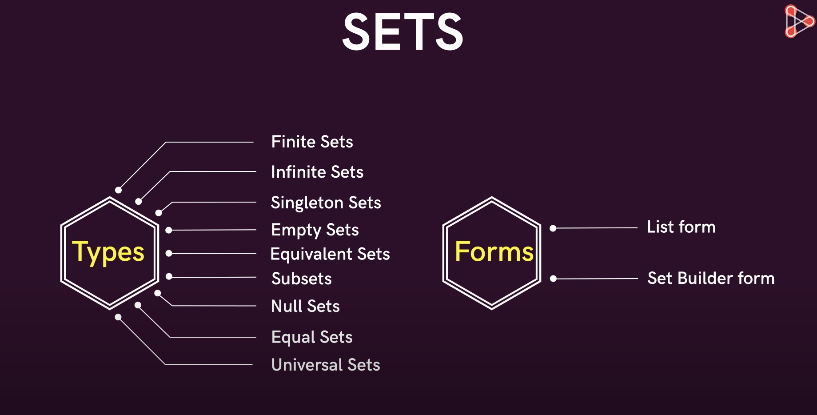 SETS
Types
Finite Sets
Infinite Sets
Singleton Sets
Empty Sets
Equivalent Sets
Subsets
Null Sets
Equal Sets
Universal Sets
Forms
List form
Set Builder form